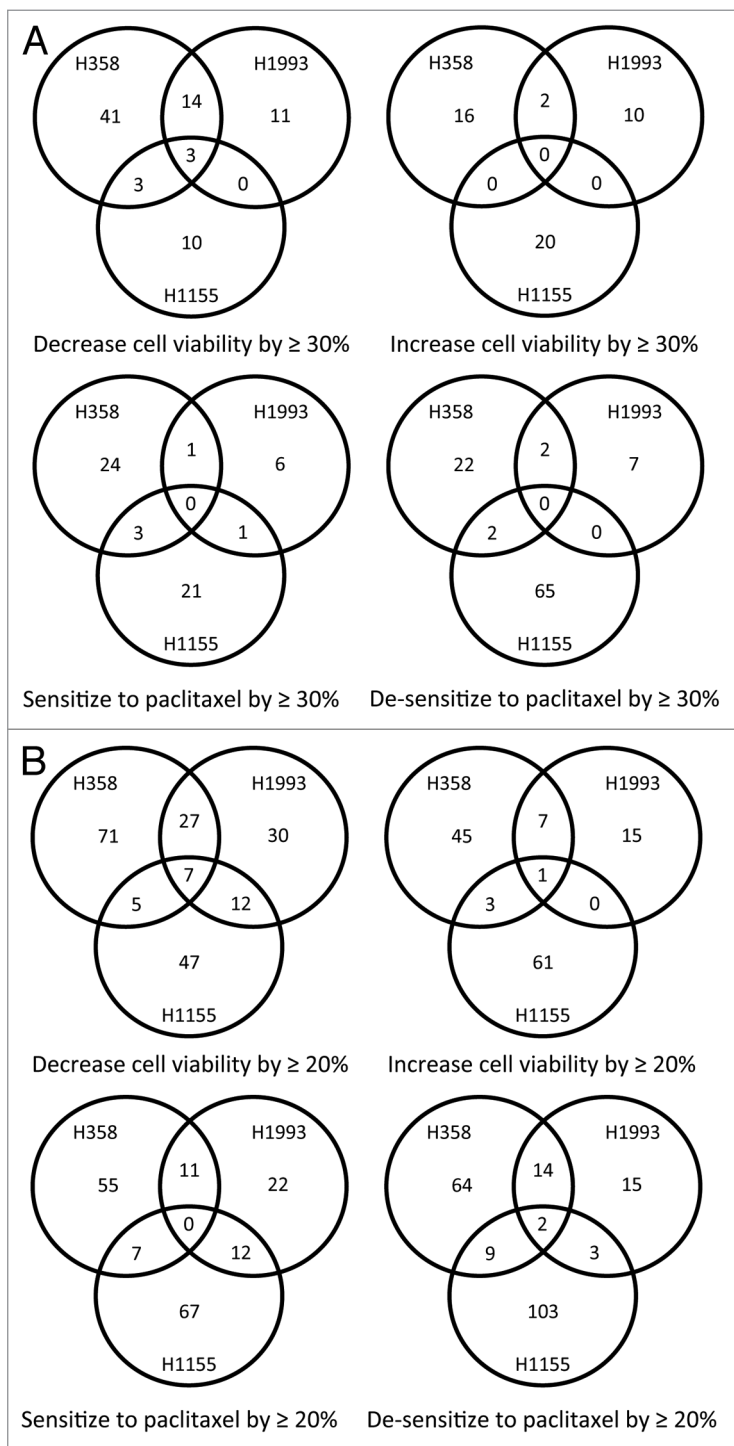 A
H358 H1993
41 14 11
3
3 0
10
H1155
Decrease cell viability by ≥ 30%
H358 H1993
16 2 10
0
0 0
20
H1155
Increase cell viability by ≥ 30%
H358 H1993
24 1 6
0
3 1
21
H1155
Sensitize to paclitaxel by ≥ 30%
H358 H1993
22 2 7
0
2 0
65
H1155
De-sensitize to paclitaxel by ≥ 30%
B
H358 H1993
71 27 30
7
5 12
47
H1155
Decrease cell viability by ≥ 20%
H358 H1993
45 7 15
1
3 0
61
H1155
Increase cell viability by ≥ 20%
H358 H1993
55 11 22
0
7 12
67
H1155
Sensitize to paclitaxel by ≥ 20%
H358 H1993
64 14 15
2
9 3
103
H1155
De-sensitize to paclitaxel by ≥ 20%